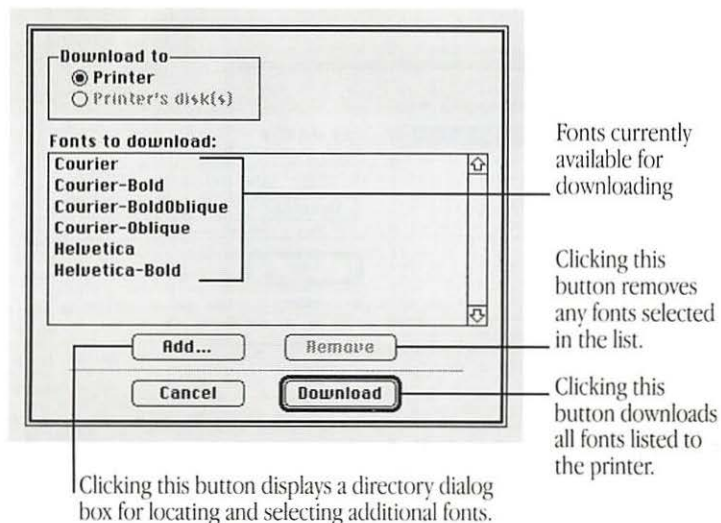 Download to
Printer
Printer's disk(s)
Fonts to download:
Courier
Courier-Bold
Courier-BoldOblique
Courier-Oblique
Helvetica
Helvetica-Bold
Add...
Remove
Cancel
Download
Fonts currently
available for
downloading
Clicking this
button removes
any fonts selected
in the list.
Clicking this
button downloads
all fonts listed to
the printer.
Clicking this button displays a directory dialog
box for locating and selecting additional fonts.